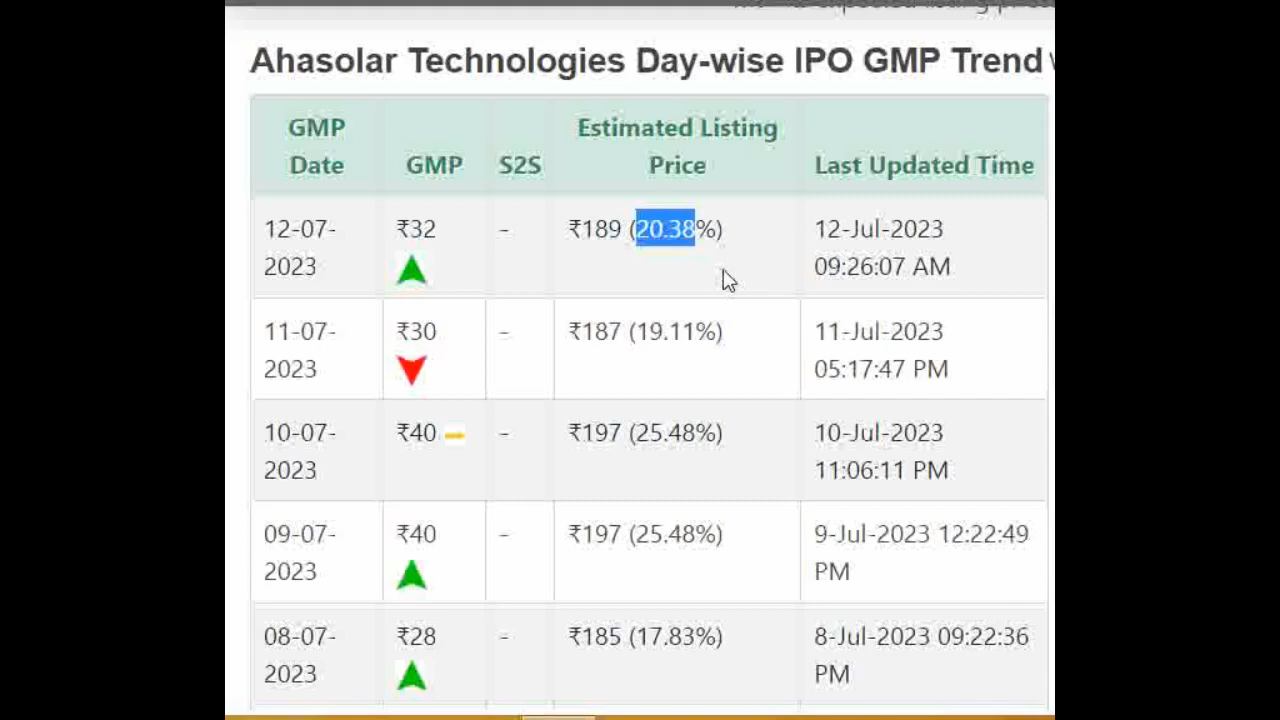 Ahasolar Technologies Day-wise IPO GMP Trend
GMP Date GMP S2S Estimated Listing Price Last Updated Time
12-07-2023 ₹32 - ₹189 (20.38%) 12-Jul-2023 09:26:07 AM
11-07-2023 ₹30 - ₹187 (19.11%) 11-Jul-2023 05:17:47 PM
10-07-2023 ₹40 - ₹197 (25.48%) 10-Jul-2023 11:06:11 PM
09-07-2023 ₹40 - ₹197 (25.48%) 9-Jul-2023 12:22:49 PM
08-07-2023 ₹28 - ₹185 (17.83%) 8-Jul-2023 09:22:36 PM